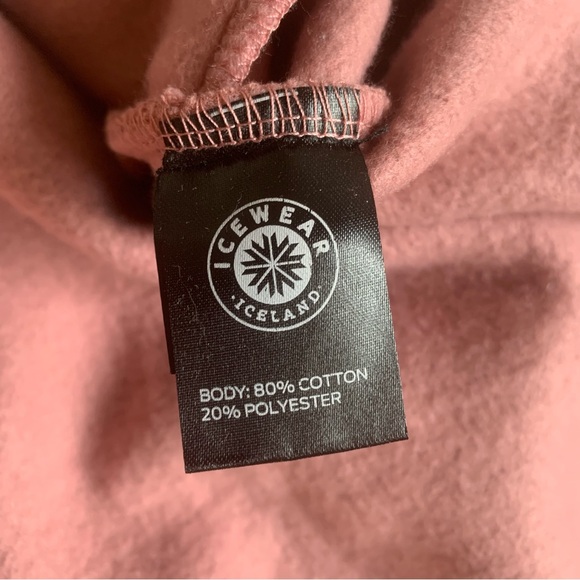 ICEWEAR
·ICELAND·
BODY: 80% COTTON
20% POLYESTER